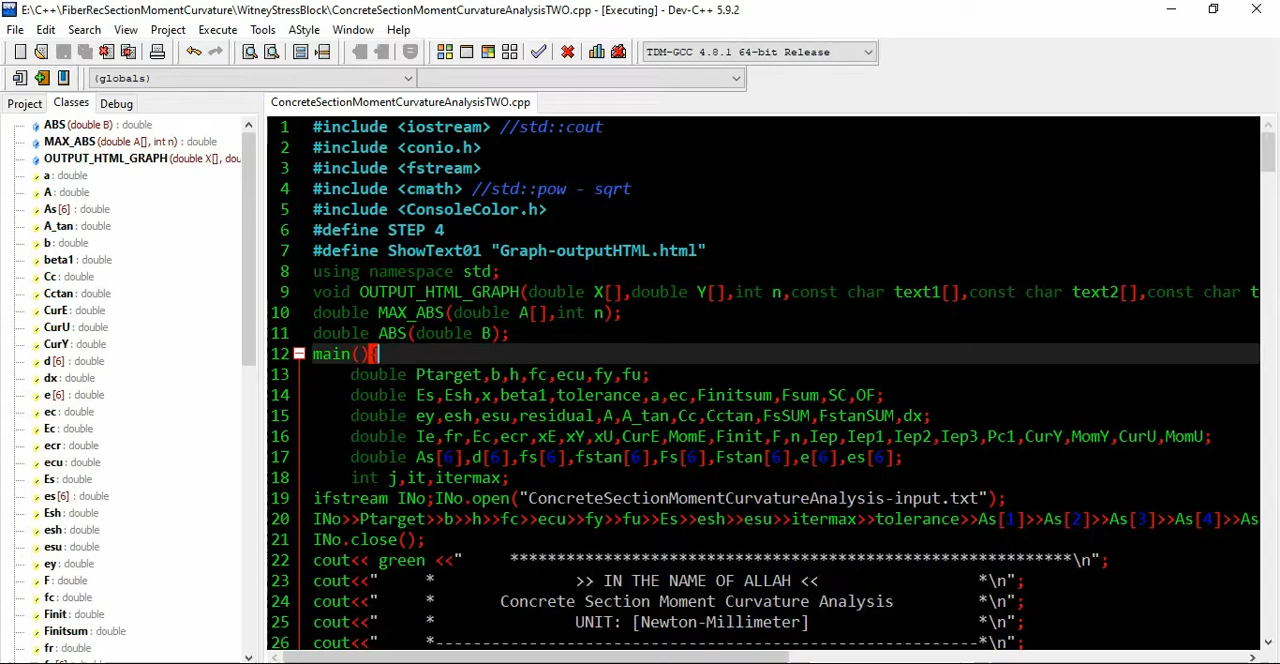 E:\C++\FiberRecSectionMomentCurvature\WitneyStressBlock\ConcreteSectionMomentCurvatureAnalysisTWO.cpp - [Executing] - Dev-C++ 5.9.2
File Edit Search View Project Execute Tools AStyle Window Help
TDM-GCC 4.8.1 64-bit Release
(globals)
Project Classes Debug
ConcreteSectionMomentCurvatureAnalysisTWO.cpp
ABS (double B) : double
MAX_ABS (double A[], int n) : double
OUTPUT_HTML_GRAPH (double X[], dou
a : double
A : double
As [6] : double
A_tan : double
b : double
beta1 : double
Cc : double
Cctan : double
CurE : double
CurU : double
CurY : double
d [6] : double
dx : double
e [6] : double
ec : double
Ec : double
ecr : double
ecu : double
Es : double
es [6] : double
Esh : double
esh : double
esu : double
ey : double
F : double
fc : double
Finit : double
Finitsum : double
fr : double
1 #include <iostream> //std::cout
2 #include <conio.h>
3 #include <fstream>
4 #include <cmath> //std::pow - sqrt
5 #include <ConsoleColor.h>
6 #define STEP 4
7 #define ShowText01 "Graph-outputHTML.html"
8 using namespace std;
9 void OUTPUT_HTML_GRAPH(double X[],double Y[],int n,const char text1[],const char text2[],const char t
10 double MAX_ABS(double A[],int n);
11 double ABS(double B);
12 main(){
13 double Ptarget,b,h,fc,ecu,fy,fu;
14 double Es,Esh,x,beta1,tolerance,a,ec,Finitsum,Fsum,SC,OF;
15 double ey,esh,esu,residual,A,A_tan,Cc,Cctan,FsSUM,FstanSUM,dx;
16 double Ie,fr,Ec,ecr,xE,xY,xU,CurE,MomE,Finit,F,n,Iep,Iep1,Iep2,Iep3,Pc1,CurY,MomY,CurU,MomU;
17 double As[6],d[6],fs[6],fstan[6],Fs[6],Fstan[6],e[6],es[6];
18 int j,it,itermax;
19 ifstream INo;INo.open("ConcreteSectionMomentCurvatureAnalysis-input.txt");
20 INo>>Ptarget>>b>>h>>fc>>ecu>>fy>>fu>>Es>>esh>>esu>>itermax>>tolerance>>As[1]>>As[2]>>As[3]>>As[4]>>As
21 INo.close();
22 cout<< green <<" ************************************************************\n";
23 cout<<" * >> IN THE NAME OF ALLAH << *\n";
24 cout<<" * Concrete Section Moment Curvature Analysis *\n";
25 cout<<" * UNIT: [Newton-Millimeter] *\n";
26 cout<<" *----------------------------------------------------------*\n";